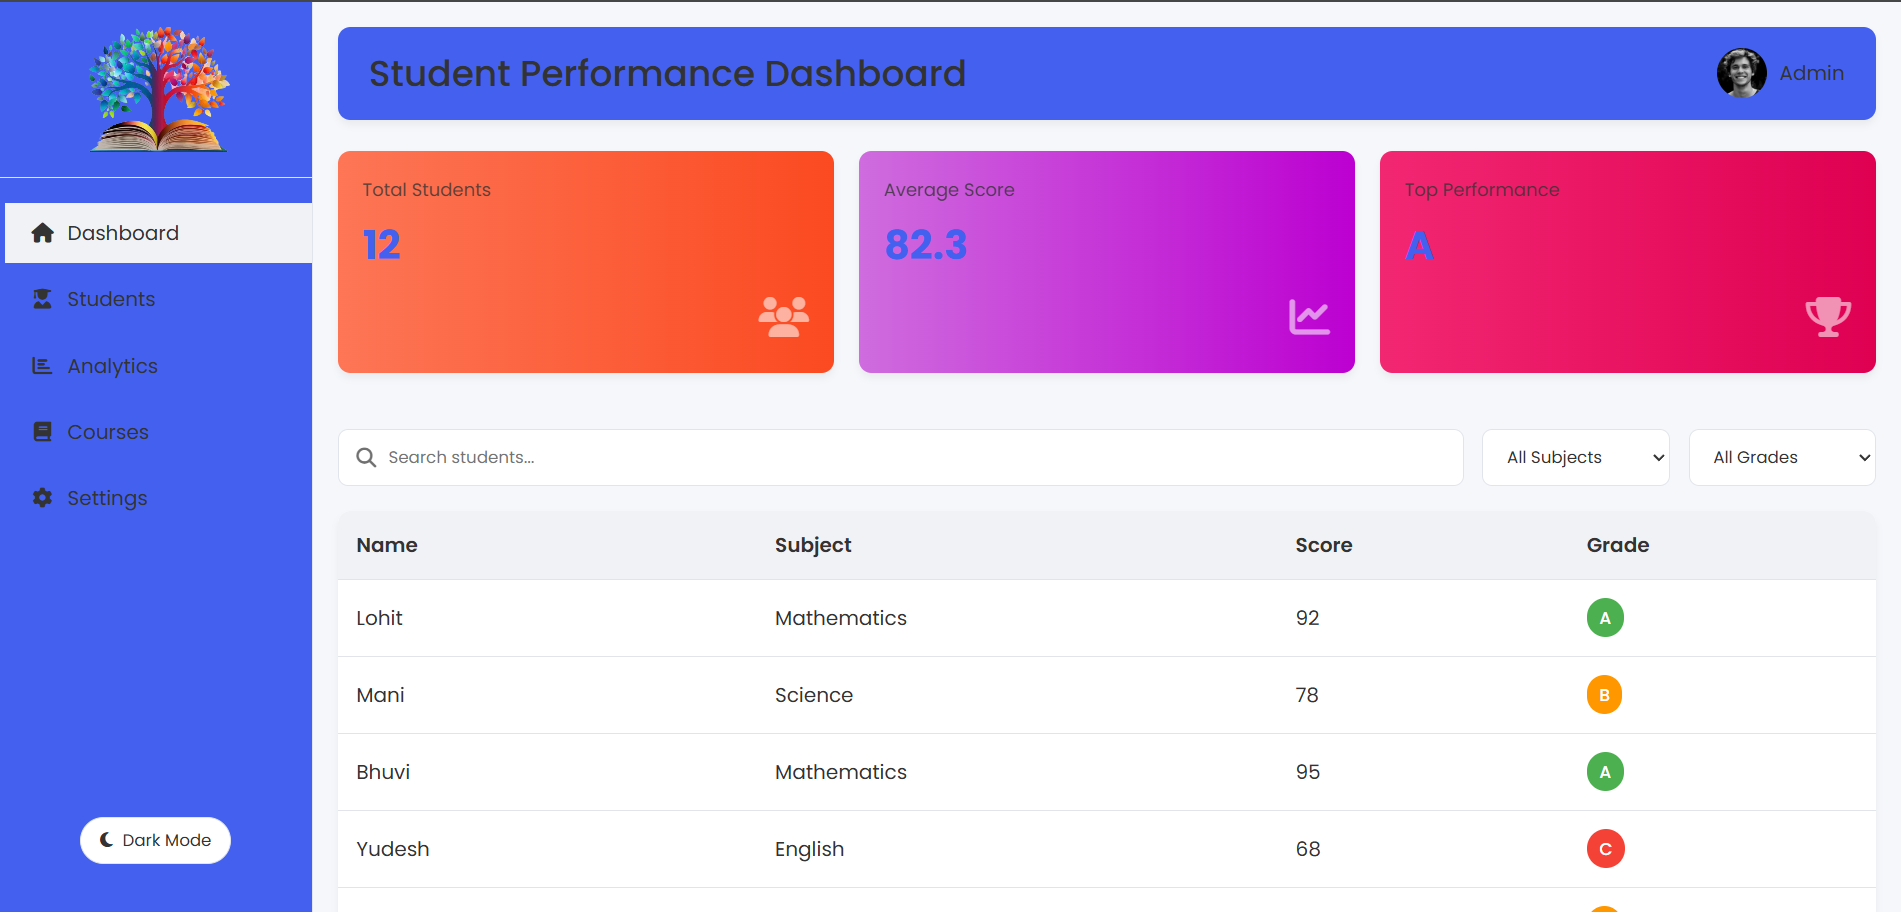 Student Performance Dashboard
Admin
Dashboard
Students
Analytics
Courses
Settings
Dark Mode
Total Students
12
Average Score
82.3
Top Performance
A
Search students...
All Subjects
All Grades
Name Subject Score Grade
Lohit Mathematics 92 A
Mani Science 78 B
Bhuvi Mathematics 95 A
Yudesh English 68 C